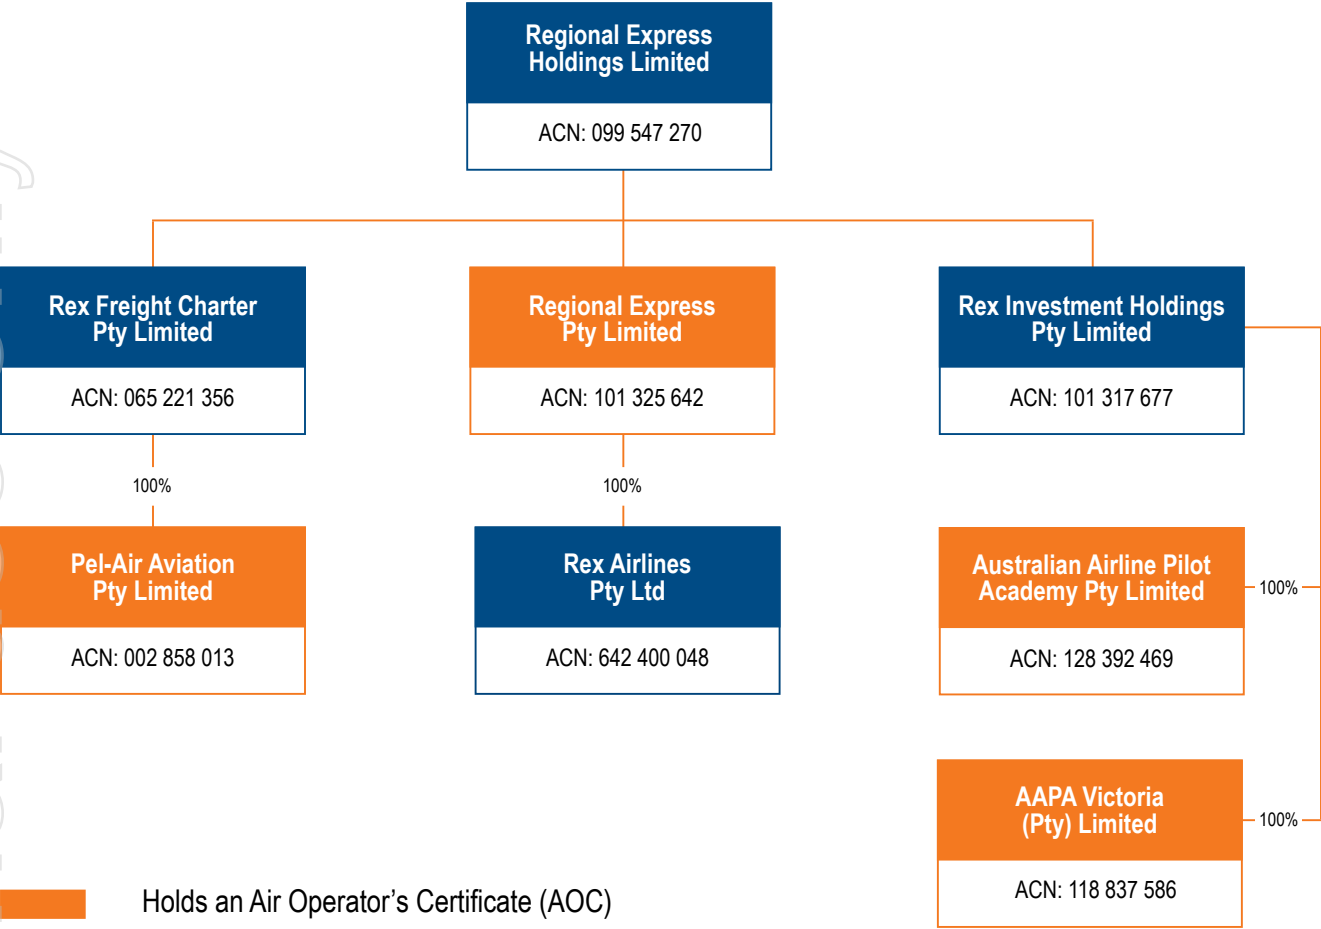 Regional Express
Holdings Limited
ACN: 099 547 270
Rex Freight Charter
Pty Limited
ACN: 065 221 356
Regional Express
Pty Limited
ACN: 101 325 642
Rex Investment Holdings
Pty Limited
ACN: 101 317 677
100%
100%
Pel-Air Aviation
Pty Limited
ACN: 002 858 013
Rex Airlines
Pty Ltd
ACN: 642 400 048
Australian Airline Pilot
Academy Pty Limited
ACN: 128 392 469
100%
AAPA Victoria
(Pty) Limited
ACN: 118 837 586
100%
Holds an Air Operator’s Certificate (AOC)